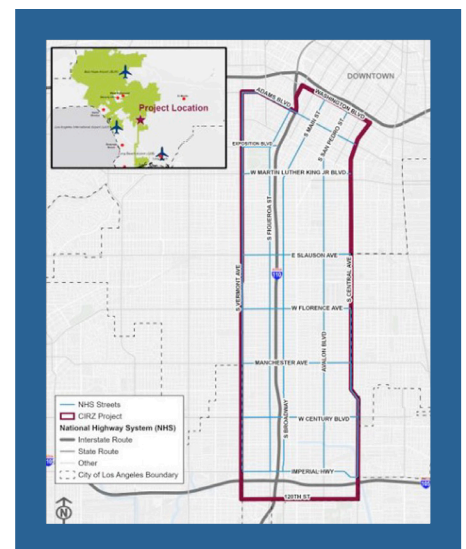 Project Location
DOWNTOWN
ADAMS BLVD
WASHINGTON BLVD
S MAIN ST
S SAN PEDRO ST
EXPOSITION BLVD
W MARTIN LUTHER KING JR BLVD.
S FIGUEROA ST
E SLAUSON AVE
S VERMONT AVE
S CENTRAL AVE
110
W FLORENCE AVE
MANCHESTER AVE
AVALON BLVD
S BROADWAY
W CENTURY BLVD
IMPERIAL HWY
120TH ST
NHS Streets
CIRZ Project
National Highway System (NHS)
Interstate Route
State Route
Other
City of Los Angeles Boundary
N